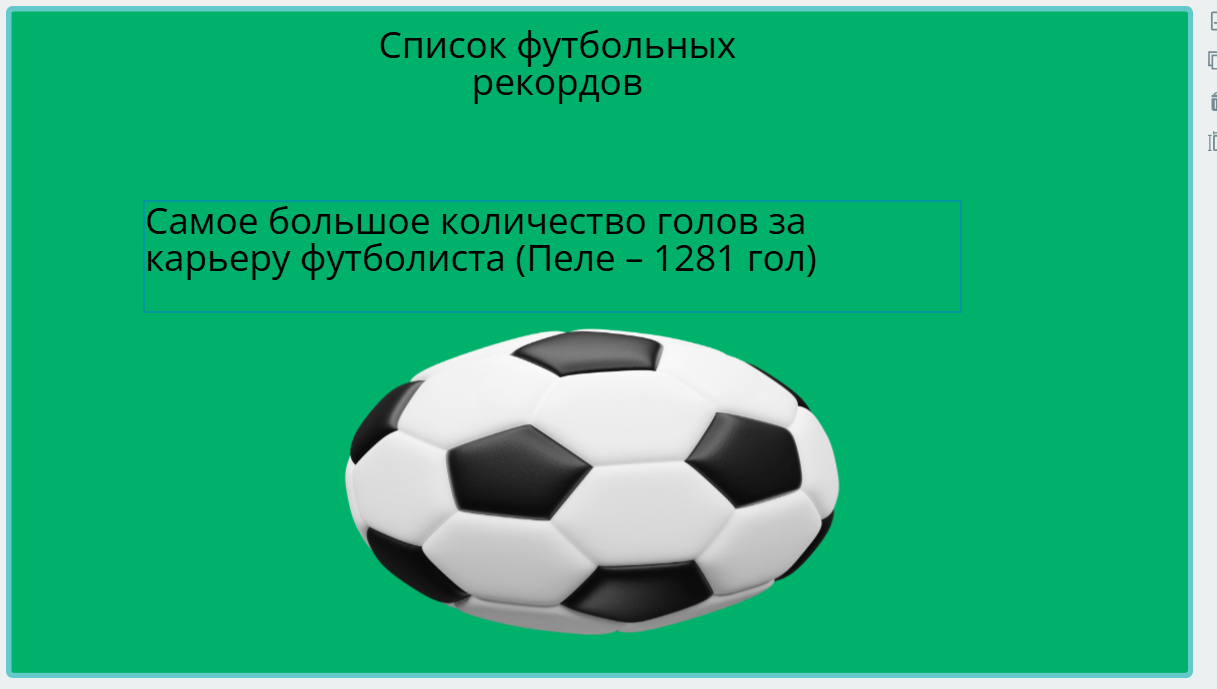 Список футбольных
рекордов
Самое большое количество голов за
карьеру футболиста (Пеле – 1281 гол)